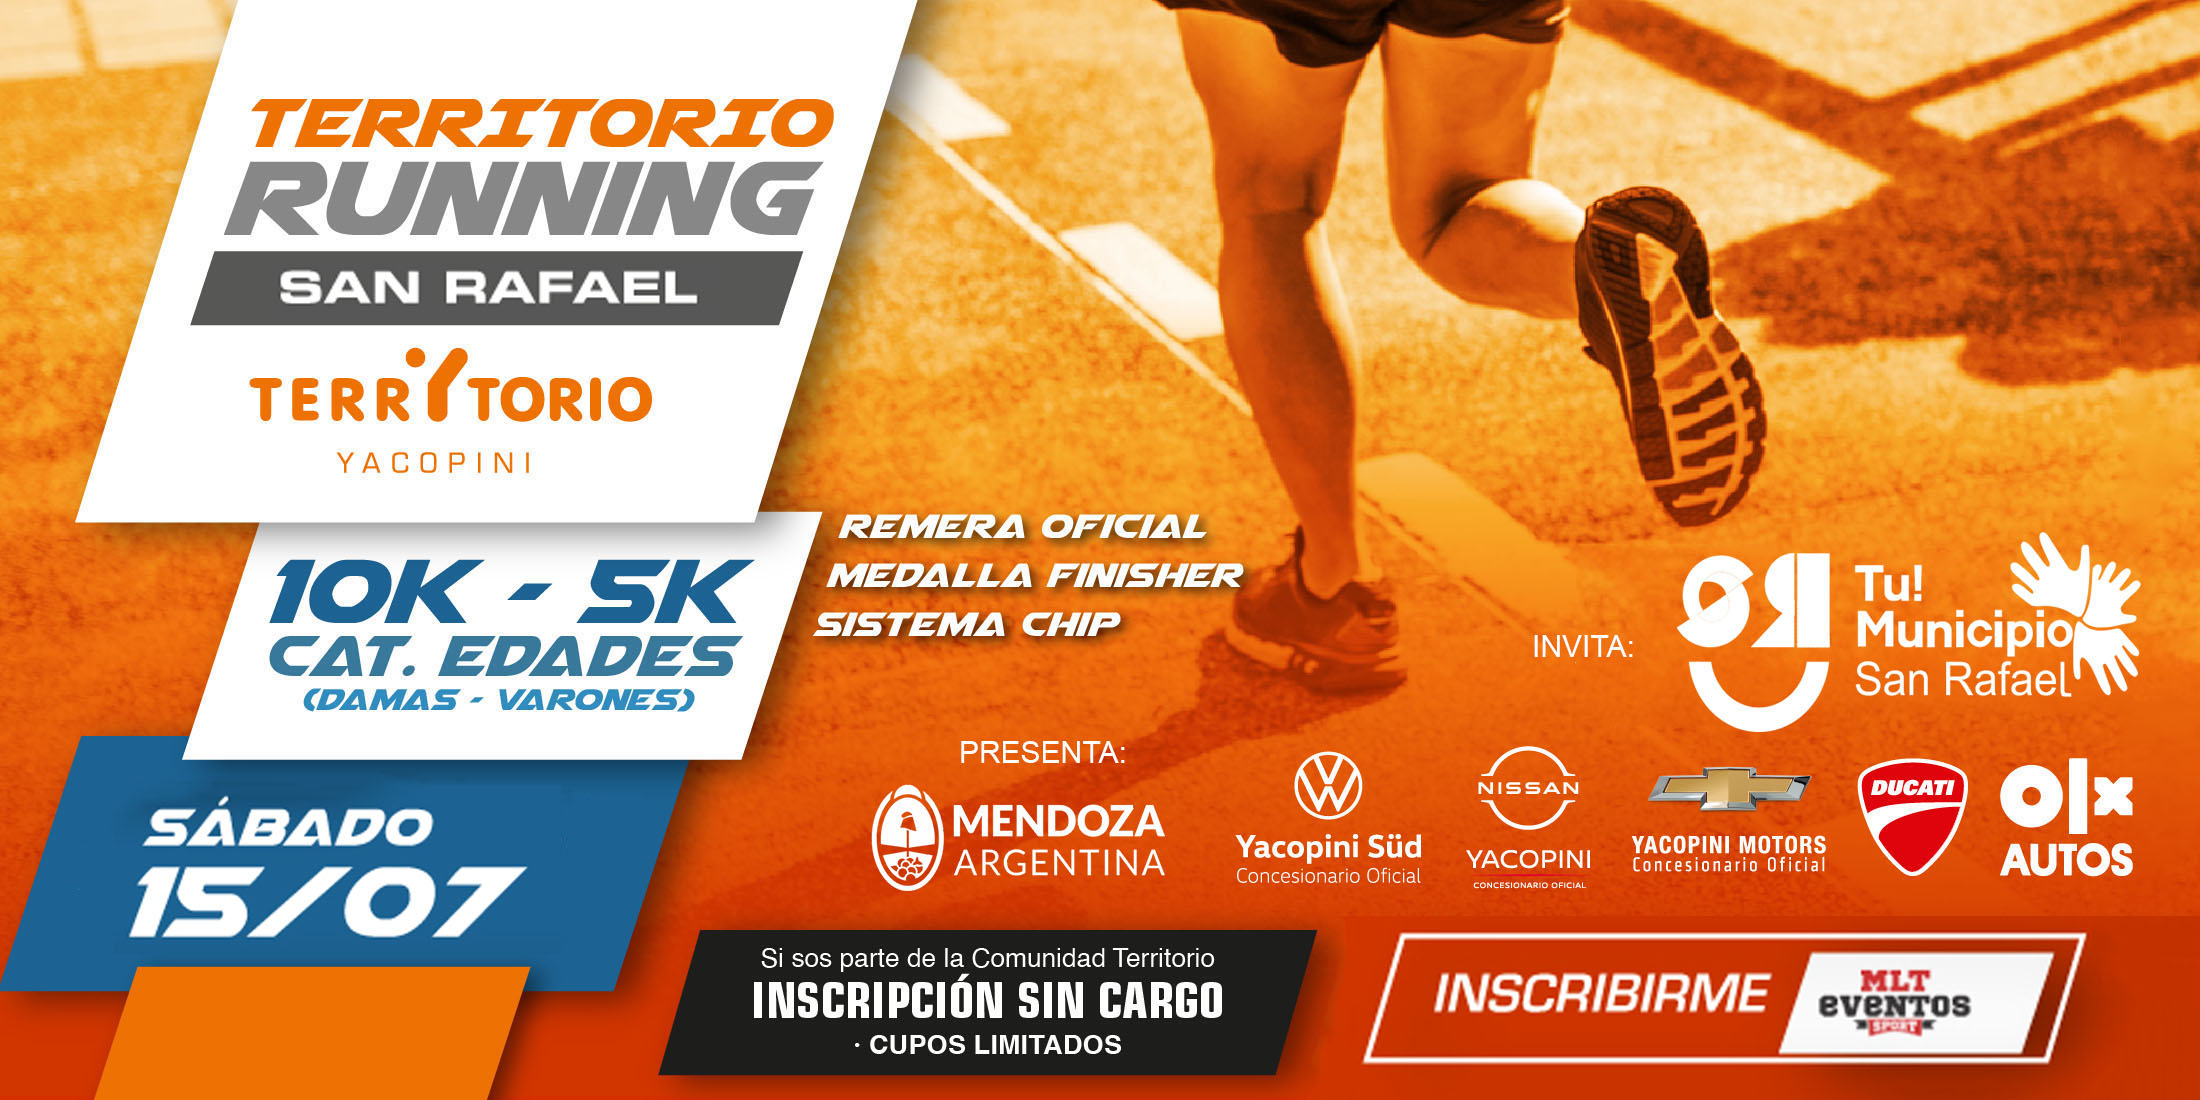 TERRITORIO
RUNNING
SAN RAFAEL
TERRYTORIO
YACOPINI
10K - 5K
CAT. EDADES
(DAMAS - VARONES)
SÁBADO
15/07
REMERA OFICIAL
MEDALLA FINISHER
SISTEMA CHIP
INVITA:
SR
Tu!
Municipio
San Rafael
PRESENTA:
MENDOZA
ARGENTINA
VW
Yacopini Süd
Concesionario Oficial
NISSAN
YACOPINI
CONCESIONARIO OFICIAL
YACOPINI MOTORS
Concesionario Oficial
DUCATI
olx
AUTOS
Si sos parte de la Comunidad Territorio
INSCRIPCIÓN SIN CARGO
· CUPOS LIMITADOS
INSCRIBIRME
MLT
eventos
SPORT